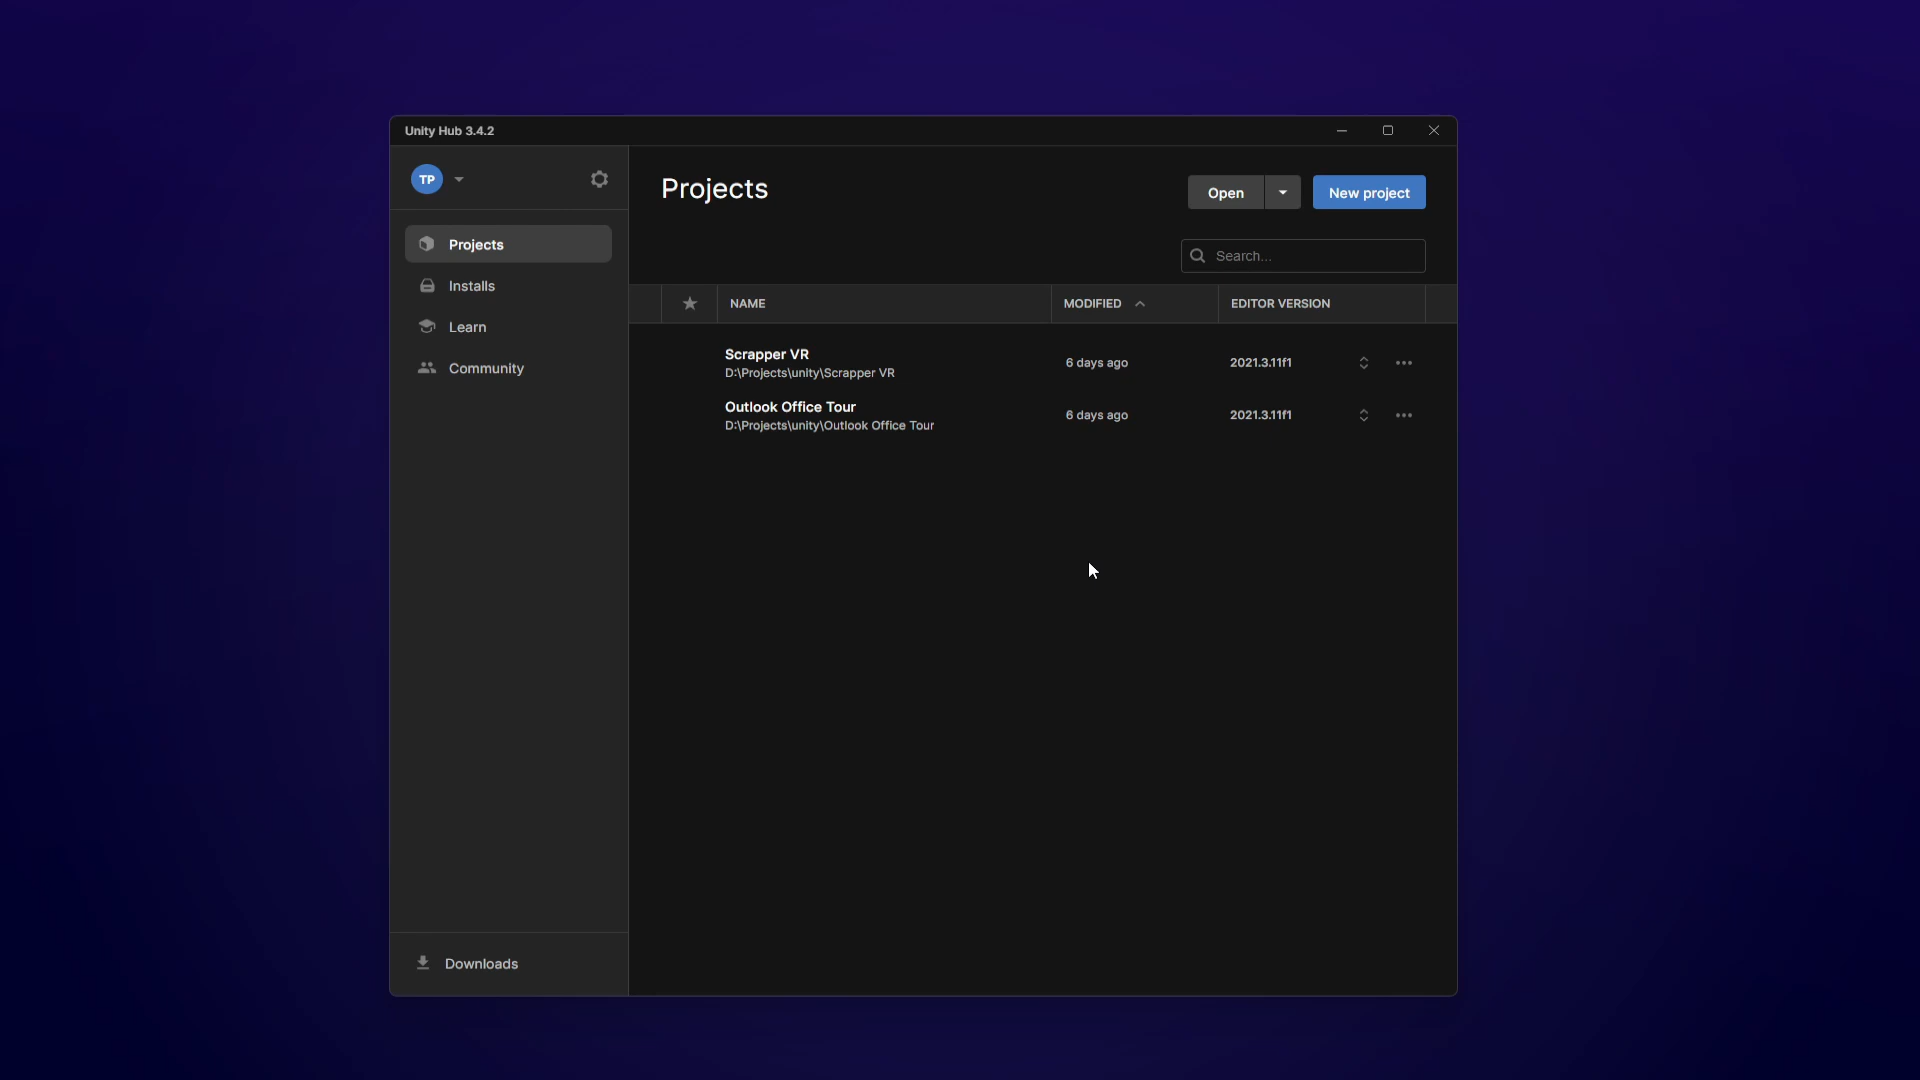 Unity Hub 3.4.2
TP
Projects
Installs
Learn
Community
Downloads
Projects
Open
New project
Search...
NAME MODIFIED EDITOR VERSION
Scrapper VR
D:\Projects\unity\Scrapper VR
6 days ago
2021.3.11f1
Outlook Office Tour
D:\Projects\unity\Outlook Office Tour
6 days ago
2021.3.11f1